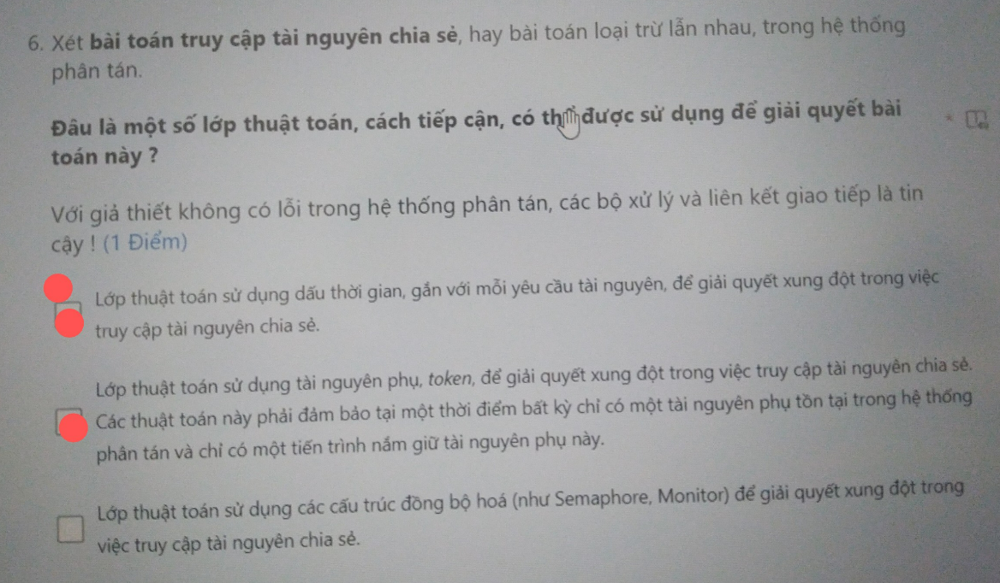 6. Xét bài toán truy cập tài nguyên chia sẻ, hay bài toán loại trừ lẫn nhau, trong hệ thống
phân tán.
Đâu là một số lớp thuật toán, cách tiếp cận, có được sử dụng để giải quyết bài
toán này ?
Với giả thiết không có lỗi trong hệ thống phân tán, các bộ xử lý và liên kết giao tiếp là tin
cậy ! (1 Điểm)
Lớp thuật toán sử dụng dấu thời gian, gắn với mỗi yêu cầu tài nguyên, để giải quyết xung đột trong việc
truy cập tài nguyên chia sẻ.
Lớp thuật toán sử dụng tài nguyên phụ, token, để giải quyết xung đột trong việc truy cập tài nguyên chia sẻ.
Các thuật toán này phải đảm bảo tại một thời điểm bất kỳ chỉ có một tài nguyên phụ tồn tại trong hệ thống
phân tán và chỉ có một tiến trình nắm giữ tài nguyên phụ này.
Lớp thuật toán sử dụng các cấu trúc đồng bộ hoá (như Semaphore, Monitor) để giải quyết xung đột trong
việc truy cập tài nguyên chia sẻ.